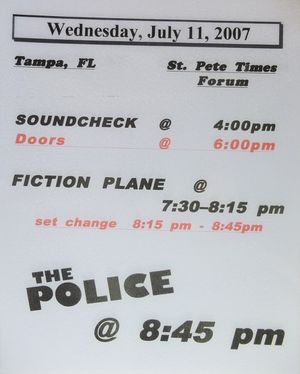 Wednesday, July 11, 2007
Tampa, FL St. Pete Times
Forum
SOUNDCHECK @ 4:00pm
Doors @ 6:00pm
FICTION PLANE @
7:30–8:15 pm
set change 8:15 pm - 8:45pm
THE
POLICE
@ 8:45 pm